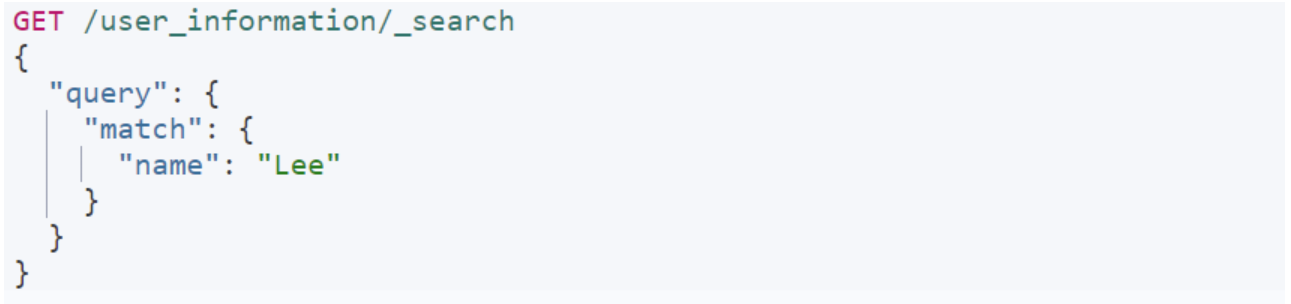 GET /user_information/_search
{
  "query": {
    "match": {
      "name": "Lee"
    }
  }
}